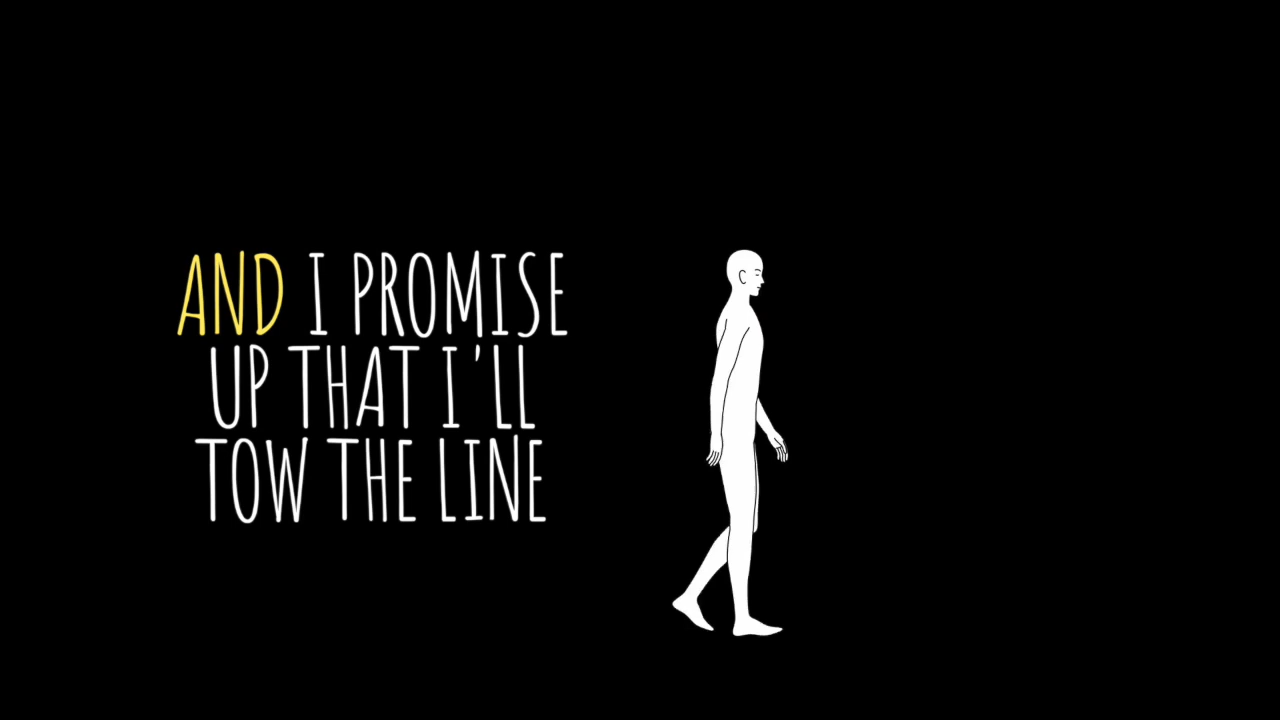 AND I PROMISE
UP THAT I'LL
TOW THE LINE